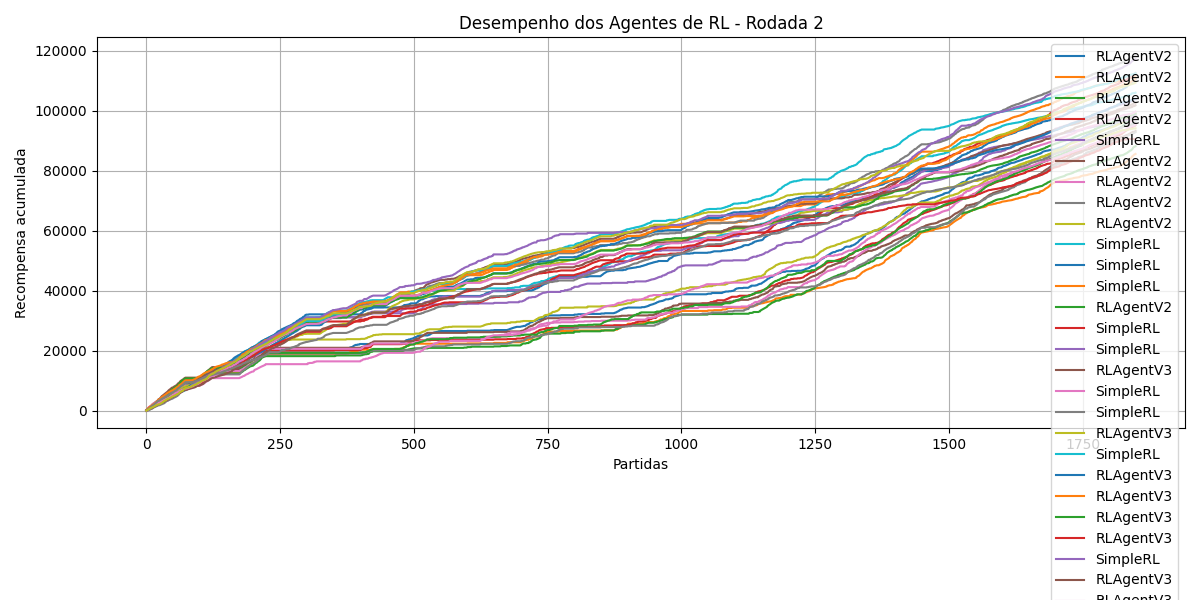 Desempenho dos Agentes de RL - Rodada 2
Recompensa acumulada
120000
100000
80000
60000
40000
20000
0
0
250
500
750
1000
1250
1500
1750
Partidas
RLAgentV2
RLAgentV2
RLAgentV2
RLAgentV2
SimpleRL
RLAgentV2
RLAgentV2
RLAgentV2
RLAgentV2
SimpleRL
SimpleRL
SimpleRL
RLAgentV2
SimpleRL
SimpleRL
RLAgentV3
SimpleRL
SimpleRL
RLAgentV3
SimpleRL
RLAgentV3
RLAgentV3
RLAgentV3
RLAgentV3
SimpleRL
RLAgentV3